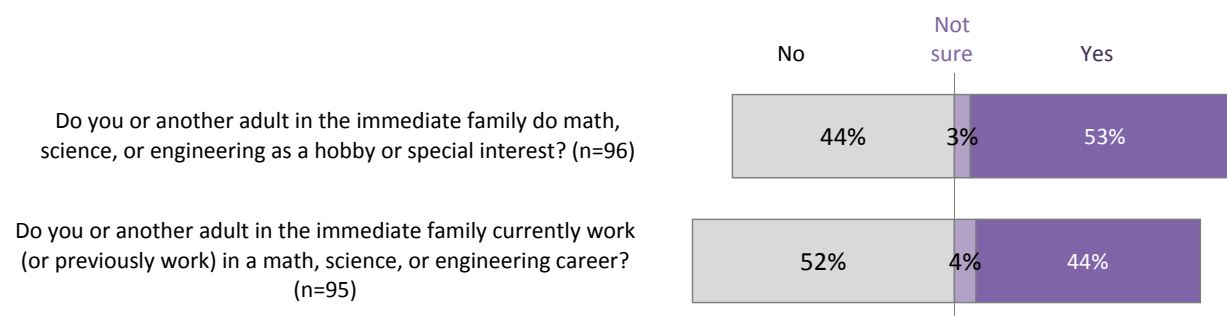 No
Not
sure
Yes
Do you or another adult in the immediate family do math,
science, or engineering as a hobby or special interest? (n=96)
44%
3%
53%
Do you or another adult in the immediate family currently work
(or previously work) in a math, science, or engineering career?
(n=95)
52%
4%
44%